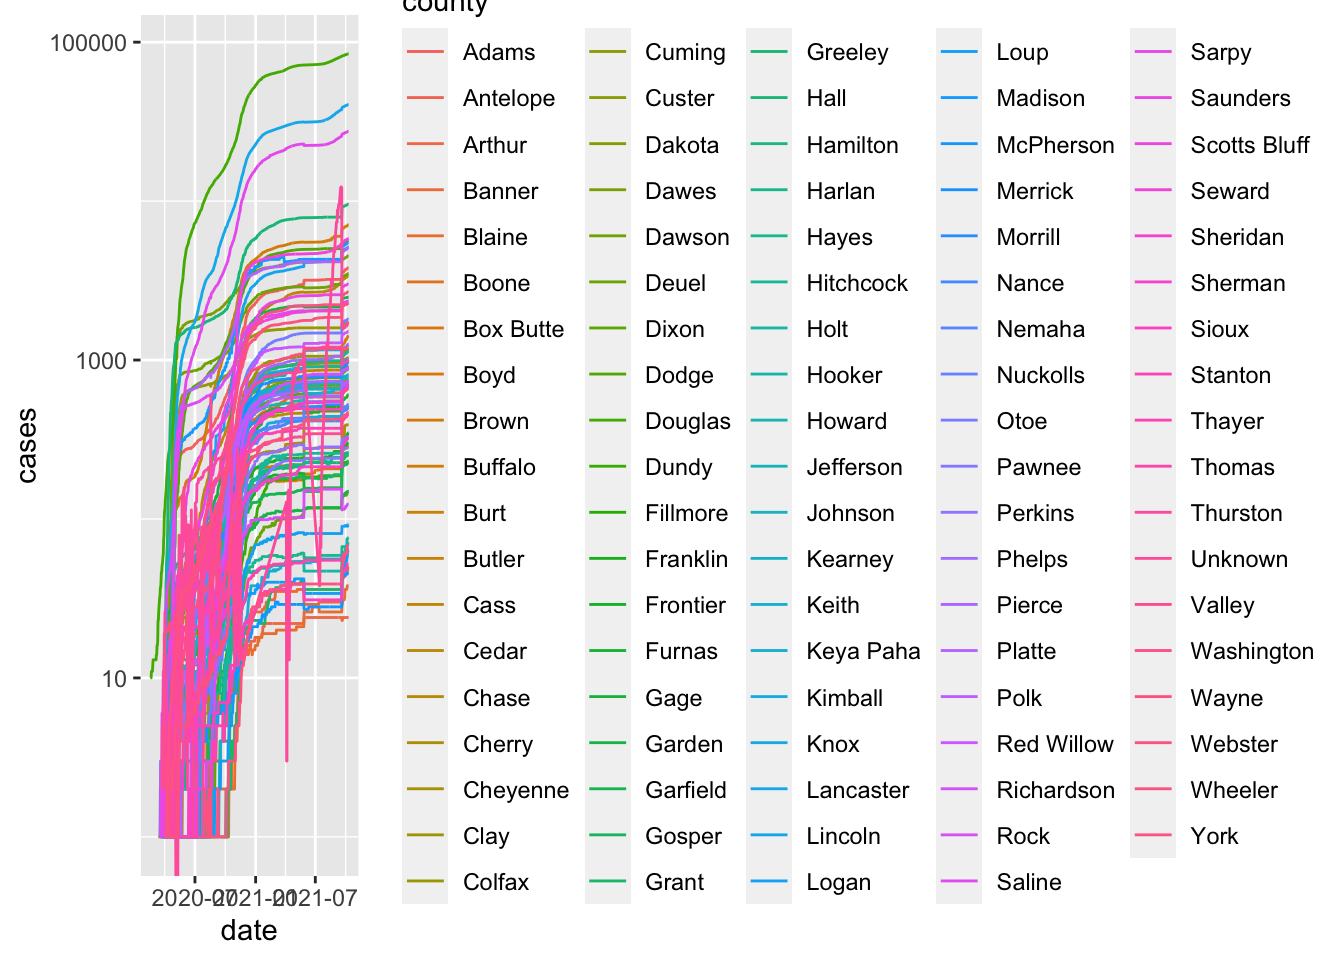 county
100000
1000
10
cases
2020-07
2021-01
2021-07
date
Adams
Antelope
Arthur
Banner
Blaine
Boone
Box Butte
Boyd
Brown
Buffalo
Burt
Butler
Cass
Cedar
Chase
Cherry
Cheyenne
Clay
Colfax
Cuming
Custer
Dakota
Dawes
Dawson
Deuel
Dixon
Dodge
Douglas
Dundy
Fillmore
Franklin
Frontier
Furnas
Gage
Garden
Garfield
Gosper
Grant
Greeley
Hall
Hamilton
Harlan
Hayes
Hitchcock
Holt
Hooker
Howard
Jefferson
Johnson
Kearney
Keith
Keya Paha
Kimball
Knox
Lancaster
Lincoln
Logan
Loup
Madison
McPherson
Merrick
Morrill
Nance
Nemaha
Nuckolls
Otoe
Pawnee
Perkins
Phelps
Pierce
Platte
Polk
Red Willow
Richardson
Rock
Saline
Sarpy
Saunders
Scotts Bluff
Seward
Sheridan
Sherman
Sioux
Stanton
Thayer
Thomas
Thurston
Unknown
Valley
Washington
Wayne
Webster
Wheeler
York